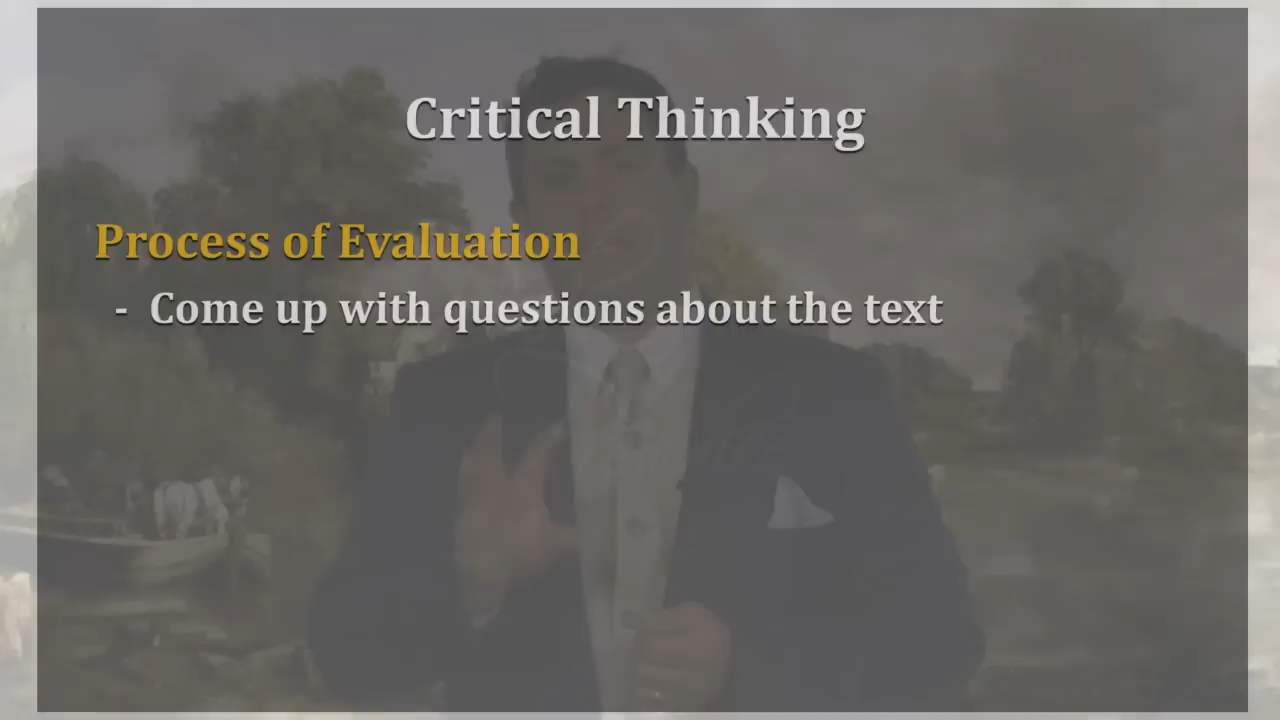 Critical Thinking
Process of Evaluation
- Come up with questions about the text